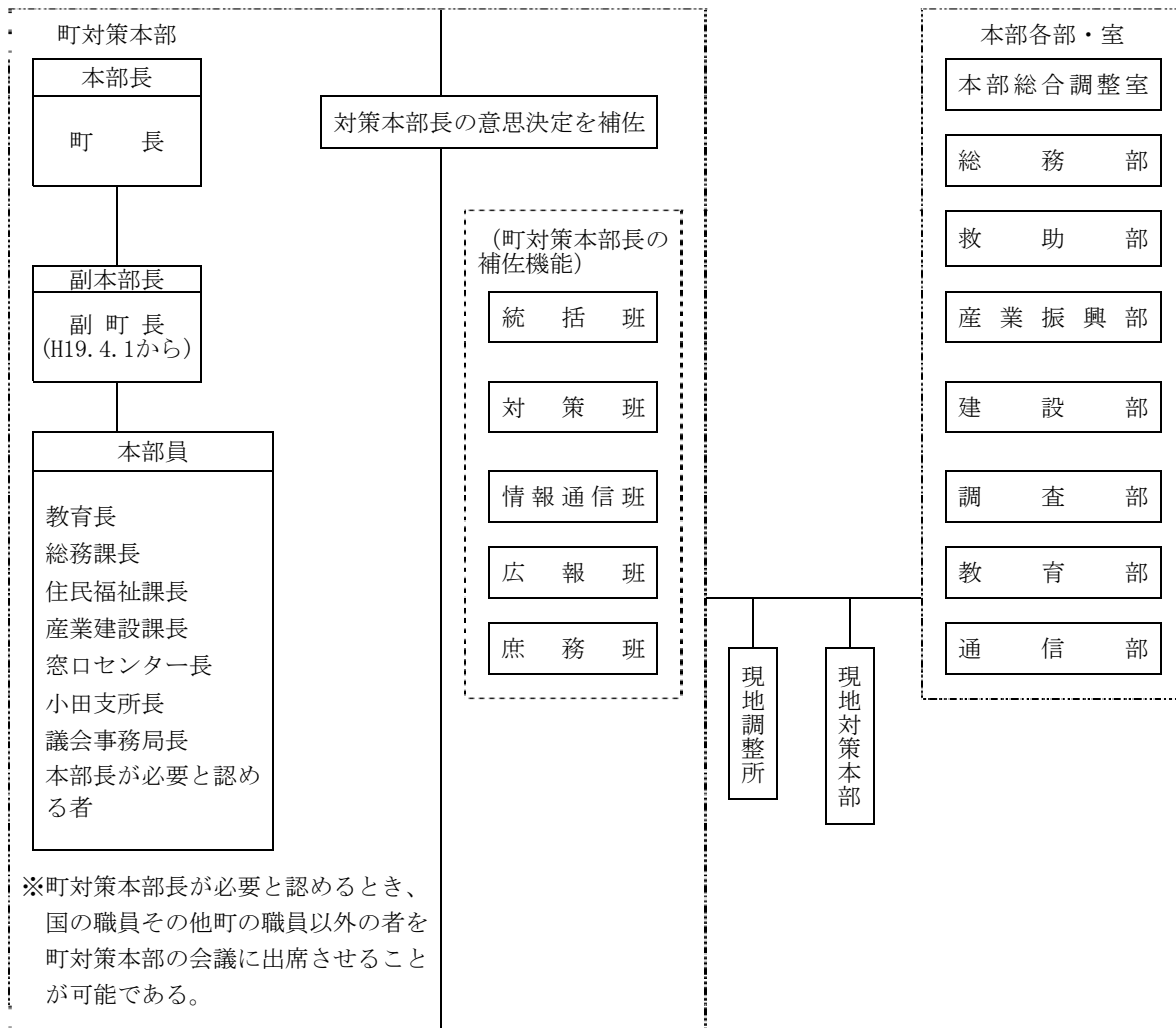 町対策本部
本部長
町長
副本部長
副町長
(H19.4.1から)
本部員
教育長
総務課長
住民福祉課長
産業建設課長
窓口センター長
小田支所長
議会事務局長
本部長が必要と認め
る者
※町対策本部長が必要と認めるとき、
国の職員その他町の職員以外の者を
町対策本部の会議に出席させること
が可能である。
対策本部長の意思決定を補佐
（町対策本部長の
補佐機能）
統括班
対策班
情報通信班
広報班
庶務班
現地調整所
現地対策本部
本部各部・室
本部総合調整室
総務部
救助部
産業振興部
建設部
調査部
教育部
通信部